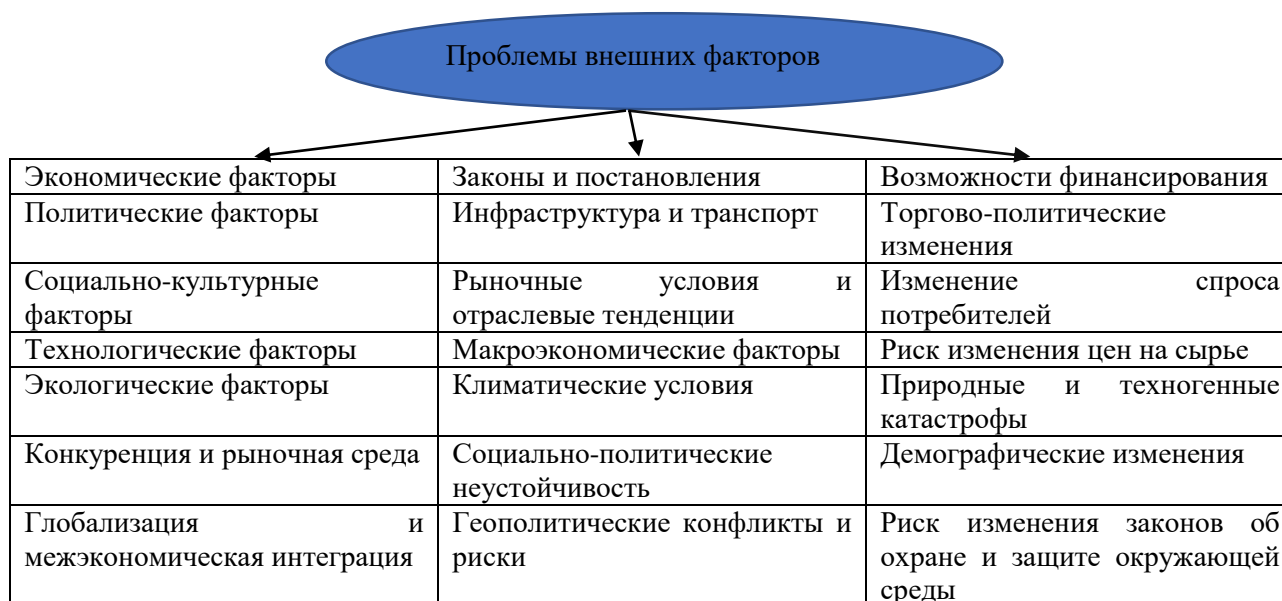 Проблемы внешних факторов
Экономические факторы
Законы и постановления
Возможности финансирования
Политические факторы
Инфраструктура и транспорт
Торгово-политические
изменения
Социально-культурные
факторы
Рыночные условия и
отраслевые тенденции
Изменение спроса
потребителей
Технологические факторы
Макроэкономические факторы
Риск изменения цен на сырье
Экологические факторы
Климатические условия
Природные и техногенные
катастрофы
Конкуренция и рыночная среда
Социально-политические
неустойчивость
Демографические изменения
Глобализация и
межэкономическая интеграция
Геополитические конфликты и
риски
Риск изменения законов об
охране и защите окружающей
среды